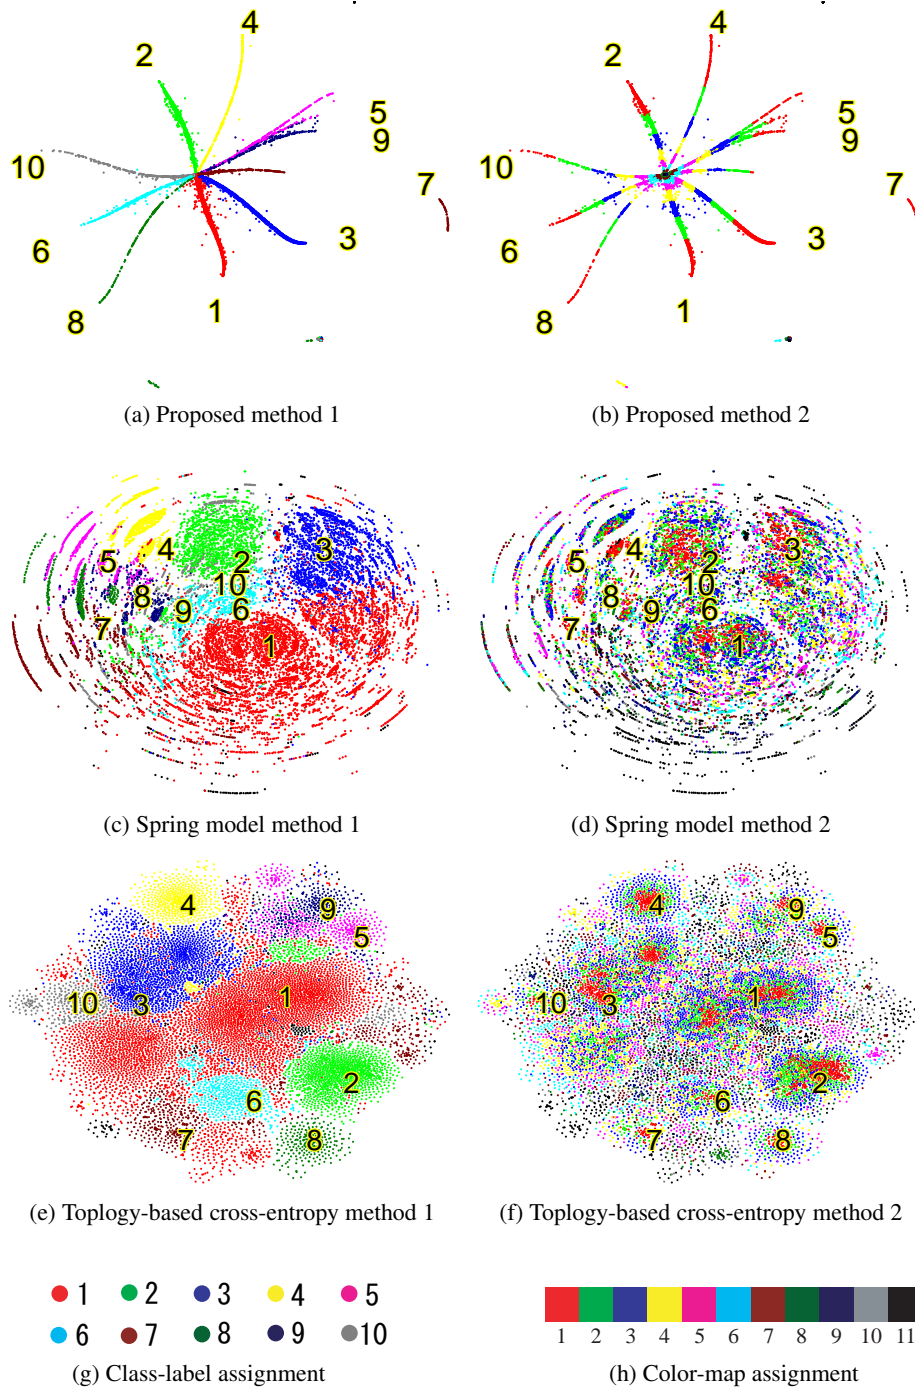 4 4
2 2
5 5
9 9
10 10
7 7
3 3
6 6
8 8
1 1
(a) Proposed method 1 (b) Proposed method 2
5 4 2 3 5 4 2 3
10 10
8 9 6 8 9 6
7 1 7 1
(c) Spring model method 1 (d) Spring model method 2
4 9 4 9
5 5
10 3 1 10 3 1
2 2
6 6
7 8 7 8
(e) Toplogy-based cross-entropy method 1 (f) Toplogy-based cross-entropy method 2
1 2 3 4 5
6 7 8 9 10
1 2 3 4 5 6 7 8 9 10 11
(g) Class-label assignment (h) Color-map assignment